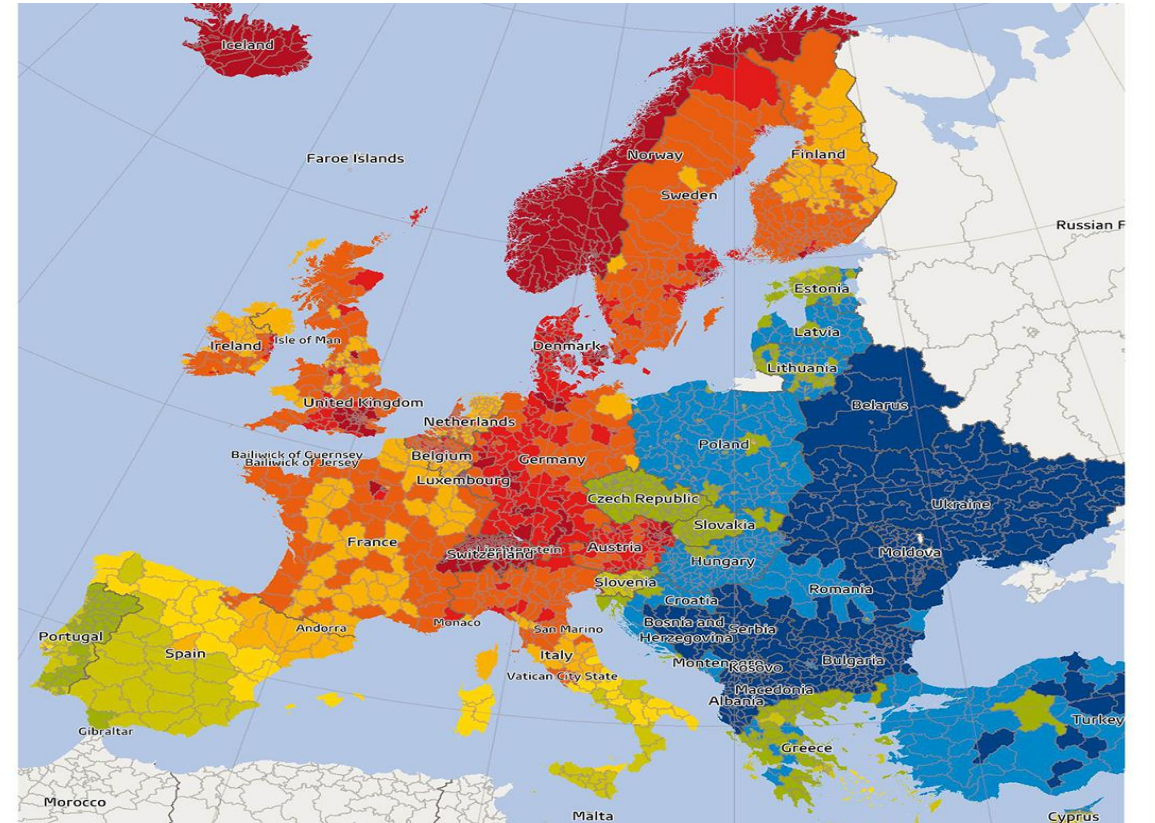 Iceland
Faroe Islands
Norway
Finland
Sweden
Russian F
Estonia
Latvia
Lithuania
Isle of Man
Ireland
Denmark
United Kingdom
Belarus
Netherlands
Poland
Bailiwick of Guernsey
Bailiwick of Jersey
Belgium
Germany
Luxembourg
Czech Republic
Ukraine
Slovakia
France
Switzerland
Liechtenstein
Austria
Moldova
Hungary
Slovenia
Romania
Croatia
Andorra
Monaco
San Marino
Bosnia and
Herzegovina
Serbia
Portugal
Spain
Italy
Montenegro
Kosovo
Bulgaria
Vatican City State
Macedonia
Albania
Turkey
Gibraltar
Greece
Morocco
Malta
Cyprus